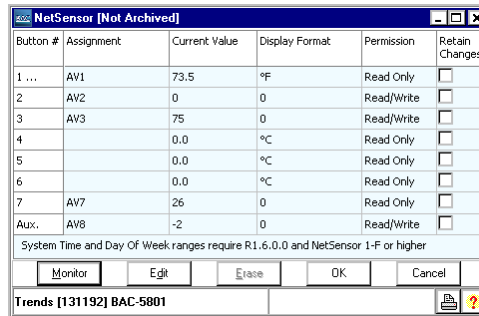 NetSensor [Not Archived]
Button # Assignment Current Value Display Format Permission Retain Changes
1 ... AV1 73.5 °F Read Only
2 AV2 0 0 Read/Write
3 AV3 75 0 Read/Write
4 0.0 °C Read Only
5 0.0 °C Read Only
6 0.0 °C Read Only
7 AV7 26 0 Read Only
Aux. AV8 -2 0 Read/Write
System Time and Day Of Week ranges require R1.6.0.0 and NetSensor 1-F or higher
Monitor Edit Erase OK Cancel
Trends [131192] BAC-5801